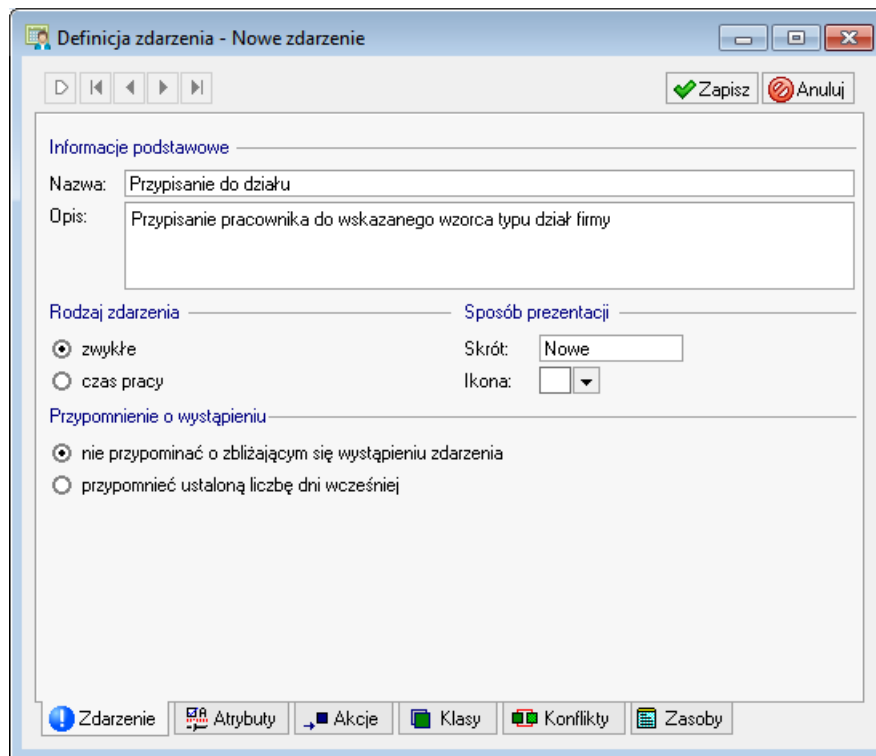 Definicja zdarzenia - Nowe zdarzenie
Zapisz Anuluj
Informacje podstawowe
Nazwa: Przypisanie do działu
Opis: Przypisanie pracownika do wskazanego wzorca typu dział firmy
Rodzaj zdarzenia Sposób prezentacji
zwykłe Skrót: Nowe
czas pracy Ikona:
Przypomnienie o wystąpieniu
nie przypominać o zbliżającym się wystąpieniu zdarzenia
przypomnieć ustaloną liczbę dni wcześniej
Zdarzenie Atrybuty Akcje Klasy Konflikty Zasoby